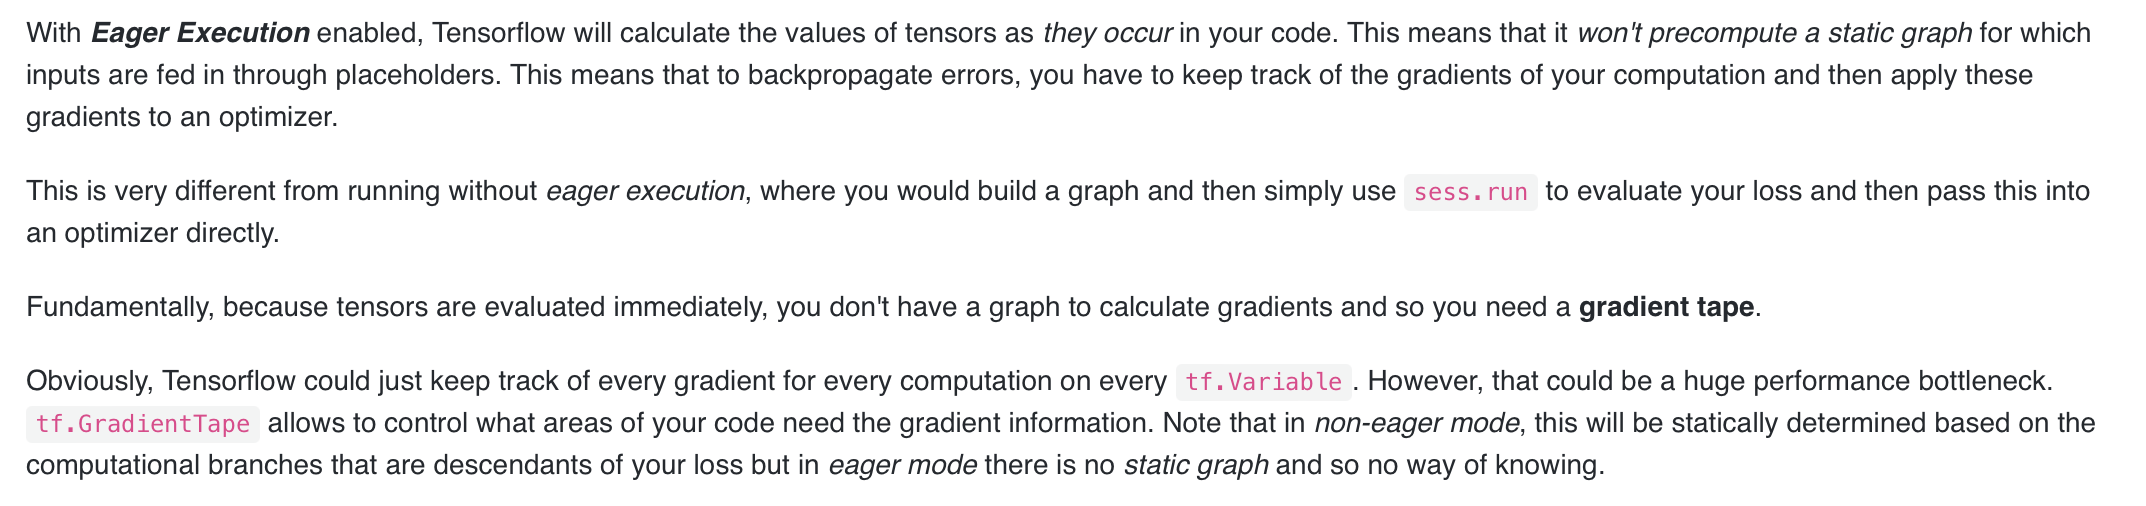 With Eager Execution enabled, Tensorflow will calculate the values of tensors as they occur in your code. This means that it won't precompute a static graph for which
inputs are fed in through placeholders. This means that to backpropagate errors, you have to keep track of the gradients of your computation and then apply these
gradients to an optimizer.
This is very different from running without eager execution, where you would build a graph and then simply use sess.run to evaluate your loss and then pass this into
an optimizer directly.
Fundamentally, because tensors are evaluated immediately, you don't have a graph to calculate gradients and so you need a gradient tape.
Obviously, Tensorflow could just keep track of every gradient for every computation on every tf.Variable. However, that could be a huge performance bottleneck.
tf.GradientTape allows to control what areas of your code need the gradient information. Note that in non-eager mode, this will be statically determined based on the
computational branches that are descendants of your loss but in eager mode there is no static graph and so no way of knowing.